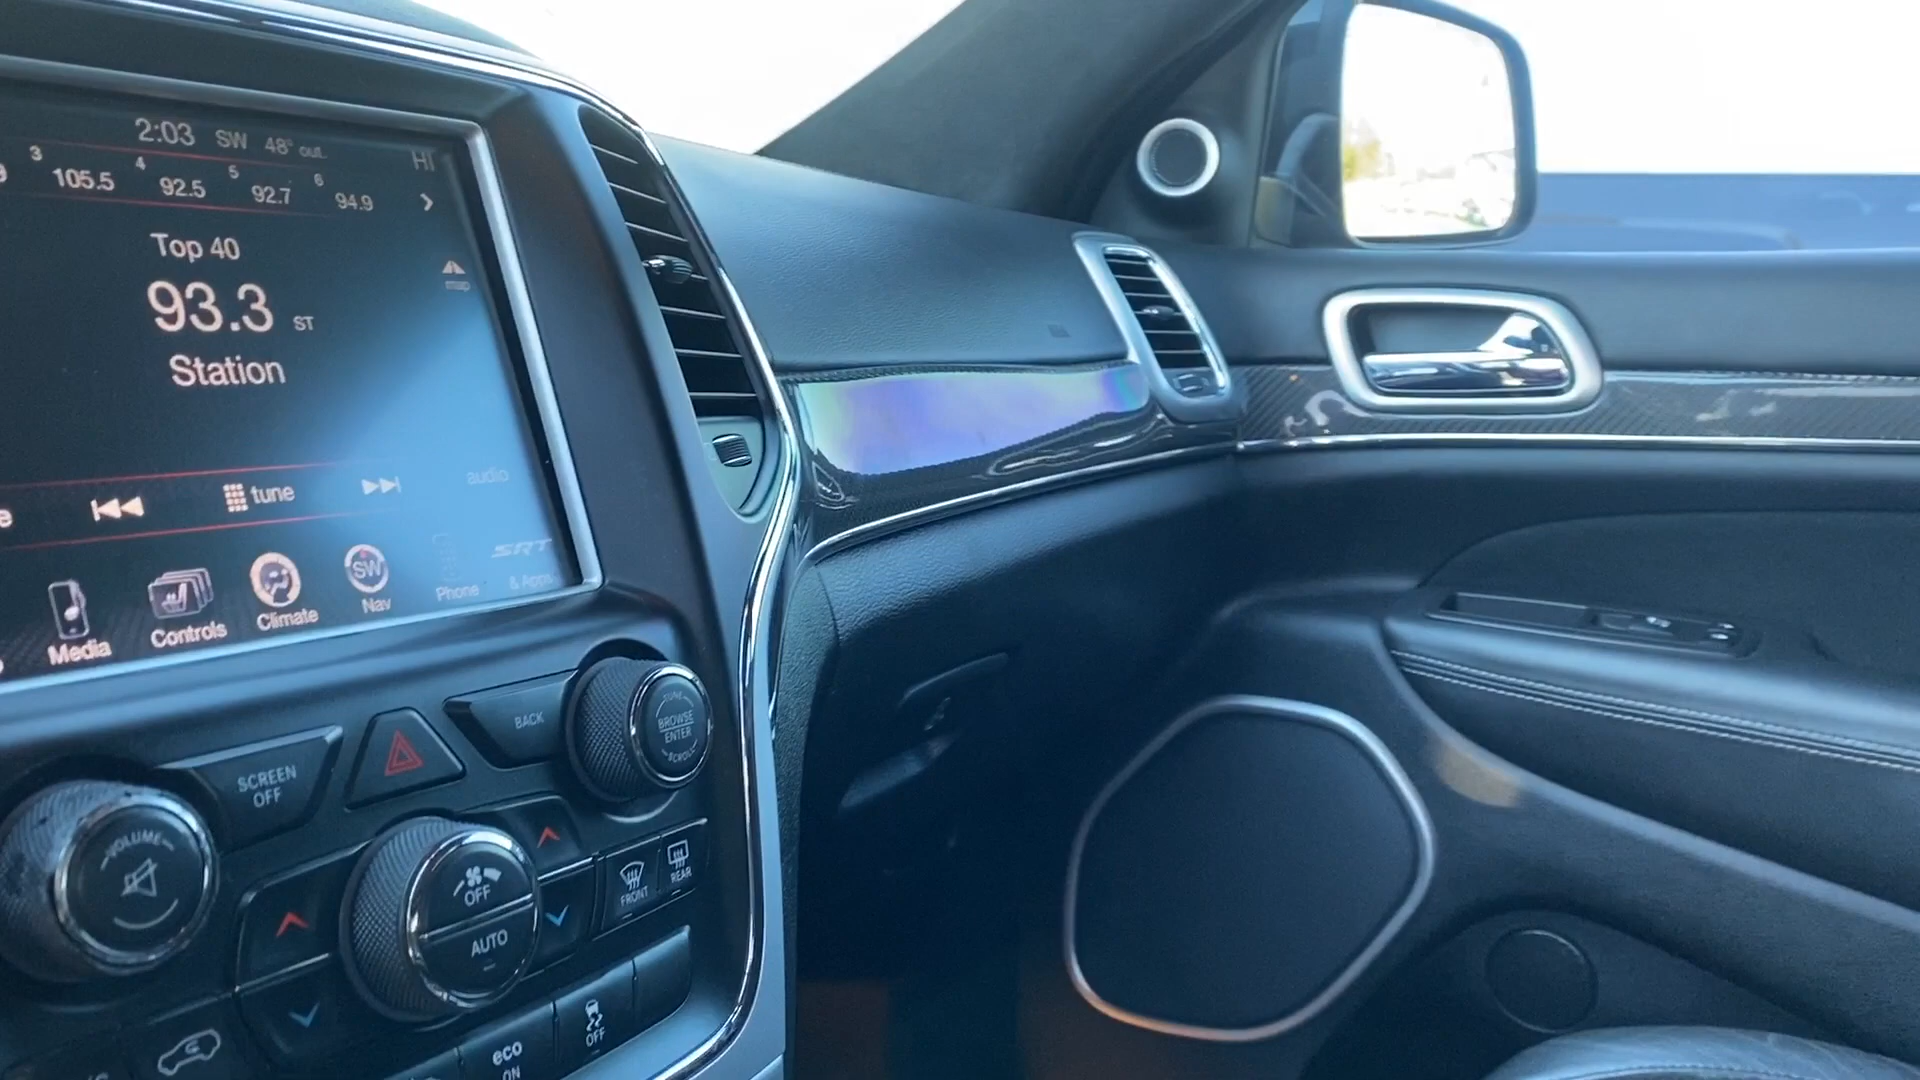 2:03 SW 48° out HI
3 105.5 4 92.5 5 92.7 6 94.9
Top 40
93.3 ST
Station
tune
audio
SRT
Media Controls Climate SW Nav Phone & Apps
SCREEN
OFF
BACK
TUNE
BROWSE
ENTER
SCROLL
VOLUME
OFF
AUTO
FRONT
REAR
OFF
eco
ON